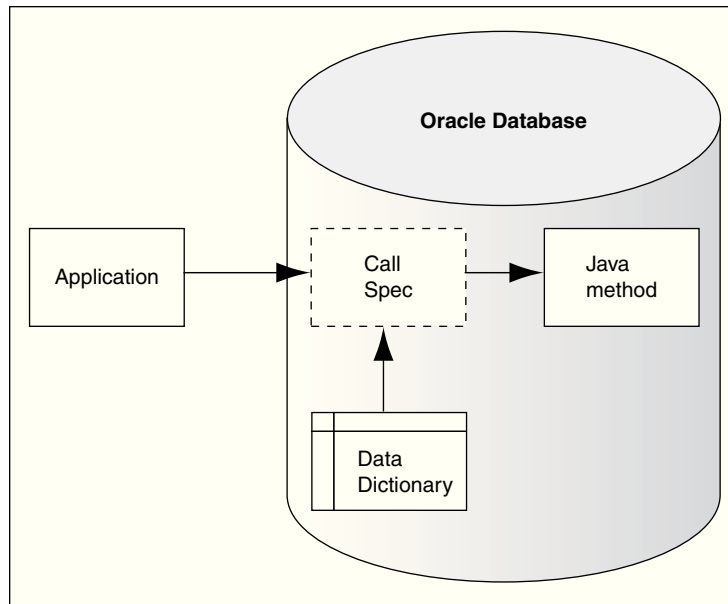 Oracle Database
Application
Call
Spec
Java
method
Data
Dictionary